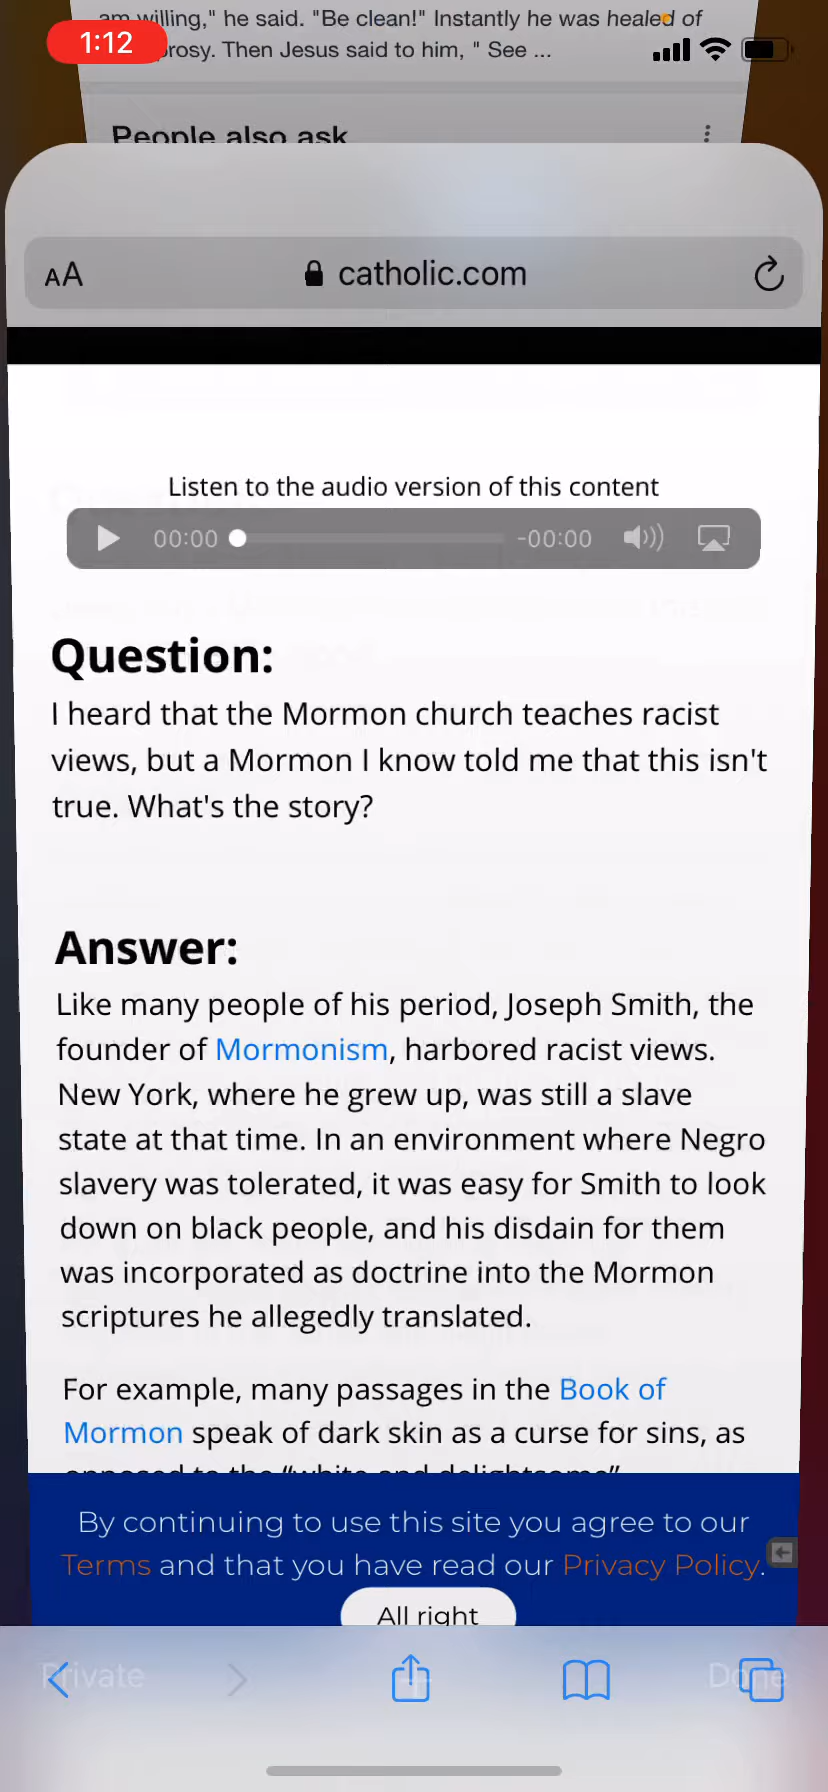 am willing," he said. "Be clean!" Instantly he was healed of
1:12
rosy. Then Jesus said to him, " See ...
People also ask
AA
catholic.com
Listen to the audio version of this content
00:00
-00:00
Question:
I heard that the Mormon church teaches racist
views, but a Mormon I know told me that this isn't
true. What's the story?
Answer:
Like many people of his period, Joseph Smith, the
founder of Mormonism, harbored racist views.
New York, where he grew up, was still a slave
state at that time. In an environment where Negro
slavery was tolerated, it was easy for Smith to look
down on black people, and his disdain for them
was incorporated as doctrine into the Mormon
scriptures he allegedly translated.
For example, many passages in the Book of
Mormon speak of dark skin as a curse for sins, as
opposed to the “white and delightsome”
By continuing to use this site you agree to our
Terms and that you have read our Privacy Policy.
All right
Private
Done